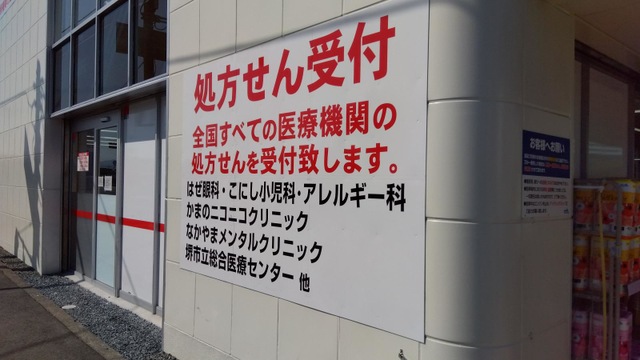 処方せん受付
全国すべての医療機関の
処方せんを受付致します。
はぜ眼科・こにし小児科・アレルギー科
かまのニコニコクリニック
なかやまメンタルクリニック
堺市立総合医療センター 他
お客様へお願い